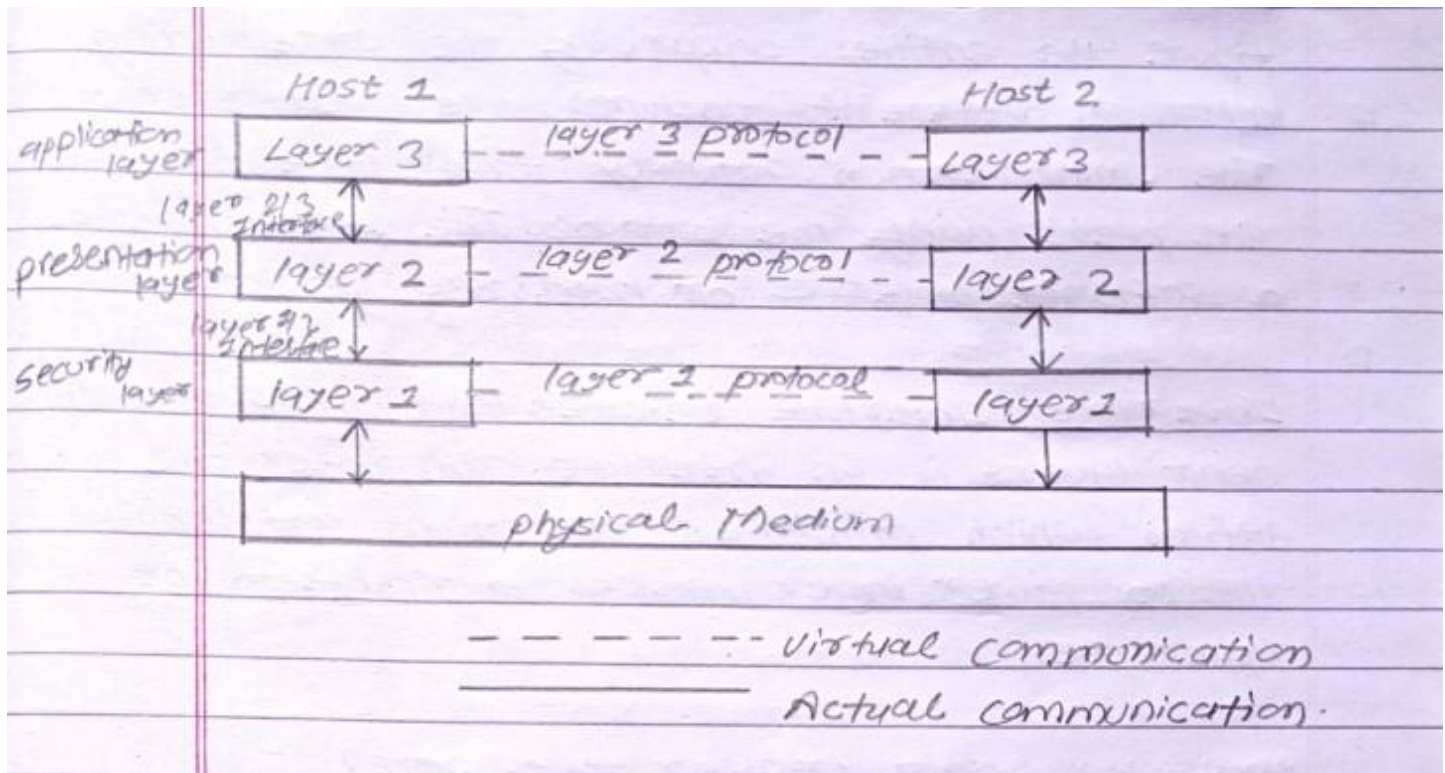 Host 1
Host 2
application
layer
Layer 3
layer 3 protocol
Layer 3
layer 2/3
Interface
presentation
layer
layer 2
layer 2 protocol
layer 2
layer
Interface
security
layer
layer 1
layer 1 protocol
layer 1
physical Medium
virtual communication
Actual communication.